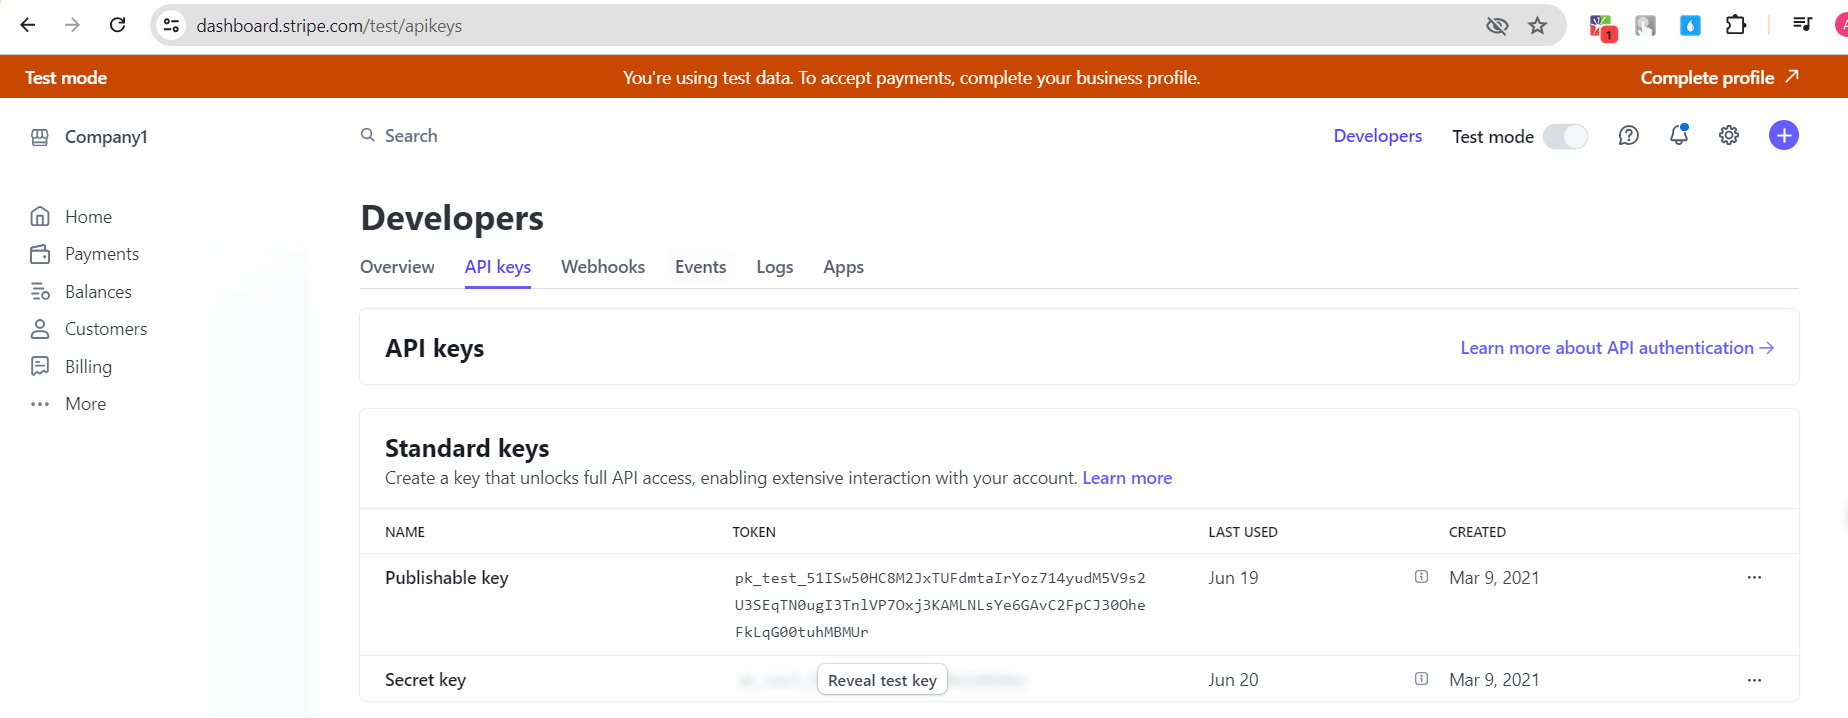 dashboard.stripe.com/test/apikeys
1
Test mode
You're using test data. To accept payments, complete your business profile.
Complete profile
Company1
Search
Developers
Test mode
Home
Payments
Balances
Customers
Billing
More
Developers
Overview API keys Webhooks Events Logs Apps
API keys
Learn more about API authentication
Standard keys
Create a key that unlocks full API access, enabling extensive interaction with your account. Learn more
NAME TOKEN LAST USED CREATED
Publishable key pk_test_51ISw50HC8M2JxTUFdmtaIrYoz714yudM5V9s2 Jun 19 Mar 9, 2021
U3SEqTN0ugI3TnlVP7Oxj3KAMLNLsYe6GAvC2FpCJ30Ohe
FkLqG00tuhMBMUr
Secret key Reveal test key Jun 20 Mar 9, 2021